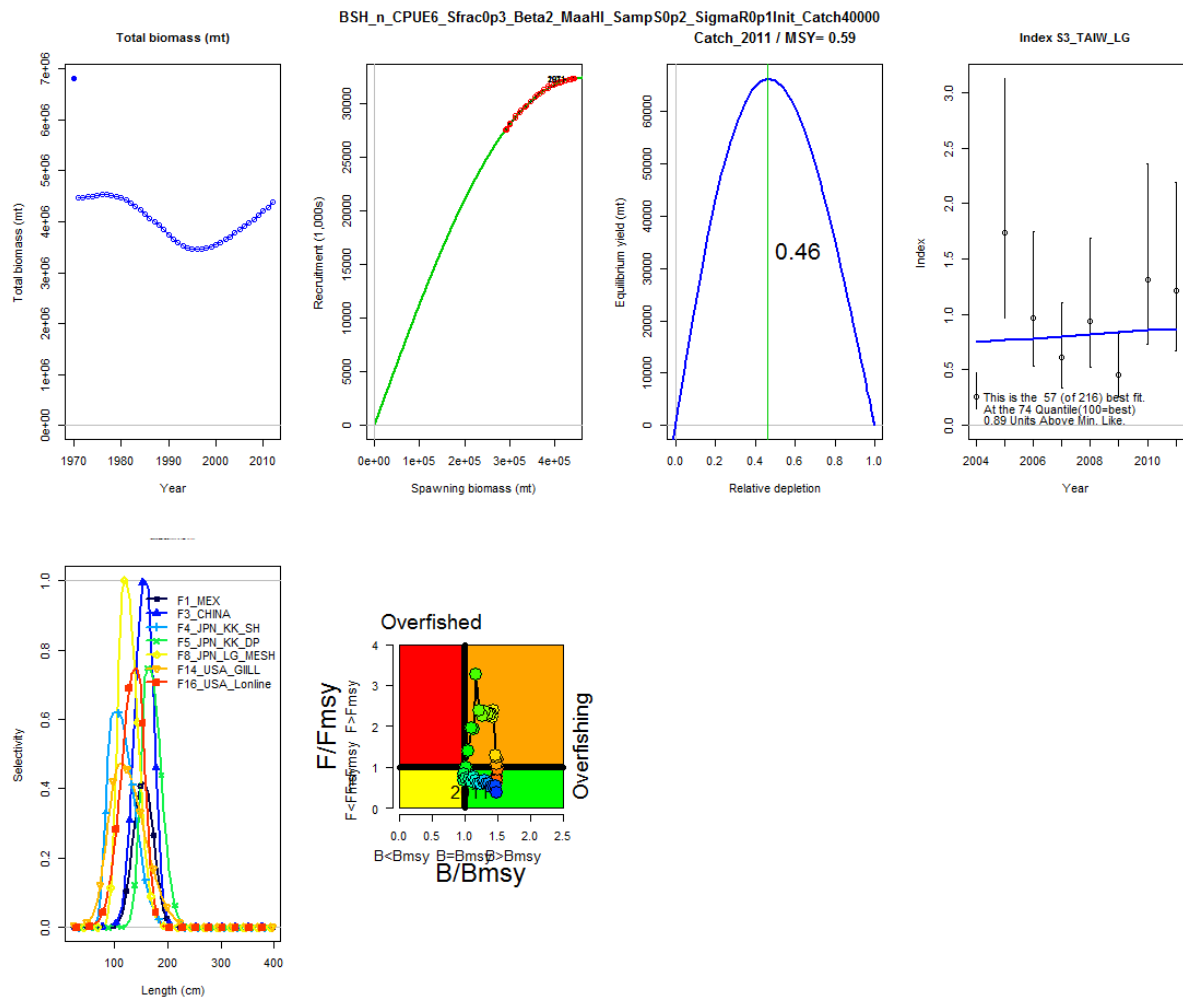 BSH_n_CPUE6_Sfrac0p3_Beta2_MaaHI_SampS0p2_SigmaR0p1Init_Catch40000
Total biomass (mt)
Catch_2011 / MSY= 0.59
Index S3_TAIW_LG
Total biomass (mt)
0e+00
1e+06
2e+06
3e+06
4e+06
5e+06
6e+06
7e+06
1970
1980
1990
2000
2010
Year
Recruitment (1,000s)
0
5000
10000
15000
20000
25000
30000
0e+00
1e+05
2e+05
3e+05
4e+05
Spawning biomass (mt)
Equilibrium yield (mt)
0
10000
20000
30000
40000
50000
60000
0.46
0.0
0.2
0.4
0.6
0.8
1.0
Relative depletion
Index
0.0
0.5
1.0
1.5
2.0
2.5
3.0
This is the 57 (of 216) best fit.
At the 74 Quantile(100=best)
0.89 Units Above Min. Like.
2004
2006
2008
2010
Year
Selectivity
0.0
0.2
0.4
0.6
0.8
1.0
F1_MEX
F3_CHINA
F4_JPN_KK_SH
F5_JPN_KK_DP
F8_JPN_LG_MESH
F14_USA_GIILL
F16_USA_Lonline
100
200
300
400
Length (cm)
Overfished
Overfishing
F/Fmsy
F>Fmsy
0
1
2
3
4
0.0
0.5
1.0
1.5
2.0
2.5
B<Bmsy
B=Bmsy
B>Bmsy
B/Bmsy